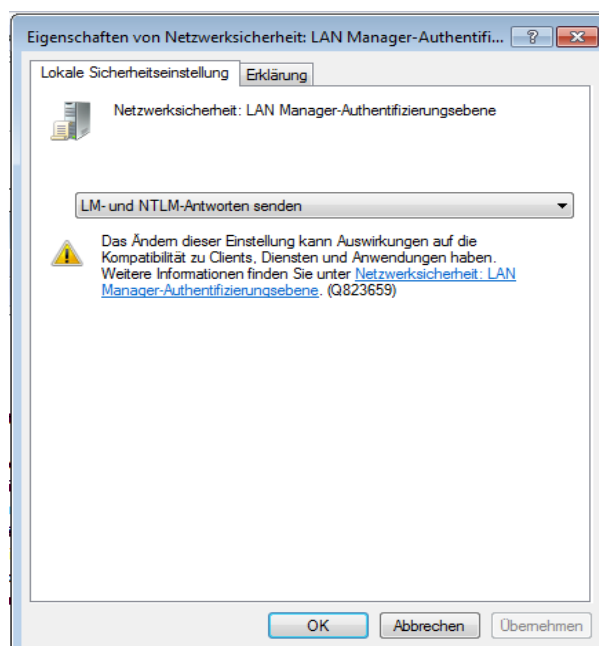 Eigenschaften von Netzwerksicherheit: LAN Manager-Authentifi...
Lokale Sicherheitseinstellung Erklärung
Netzwerksicherheit: LAN Manager-Authentifizierungsebene
LM- und NTLM-Antworten senden
Das Ändern dieser Einstellung kann Auswirkungen auf die
Kompatibilität zu Clients, Diensten und Anwendungen haben.
Weitere Informationen finden Sie unter Netzwerksicherheit: LAN
Manager-Authentifizierungsebene. (Q823659)
OK Abbrechen Übernehmen